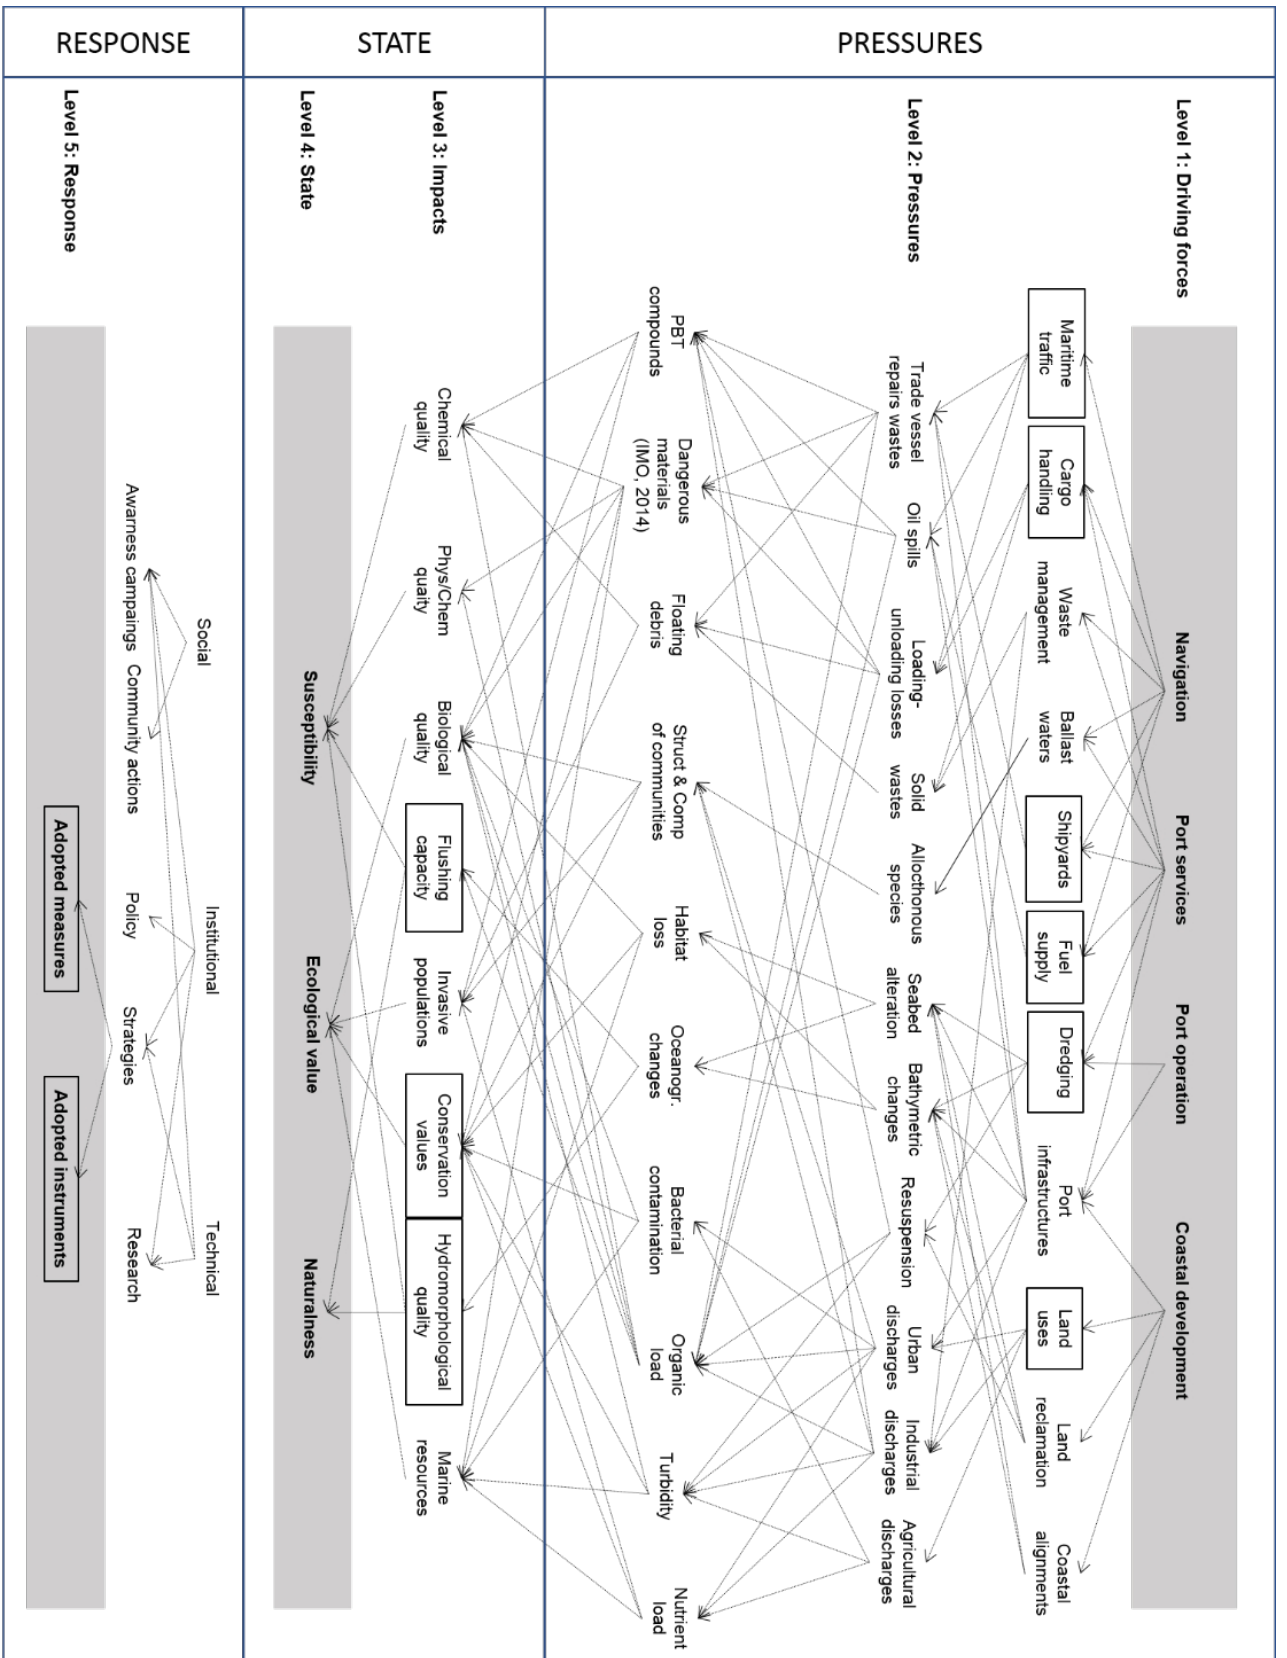 RESPONSE
STATE
PRESSURES
Level 1: Driving forces
Navigation
Port services
Port operation
Coastal development
Maritime
traffic
Cargo
handling
Waste
management
Ballast
waters
Shipyards
Fuel
supply
Dredging
Port
infrastructures
Land
uses
Land
reclamation
Coastal
alignments
Level 2: Pressures
Trade vessel
repairs wastes
Oil spills
Loading-
unloading losses
Solid
wastes
Allocthonous
species
Seabed
alteration
Bathymetric
changes
Resuspension
Urban
discharges
Industrial
discharges
Agricultural
discharges
PBT
compounds
Dangerous
materials
(IMO, 2014)
Floating
debris
Struct & Comp
of communities
Habitat
loss
Oceanogr.
changes
Bacterial
contamination
Organic
load
Turbidity
Nutrient
load
Level 3: Impacts
Chemical
quality
Phys/Chem
quaity
Biological
quality
Flushing
capacity
Invasive
populations
Conservation
values
Hydromorphological
quality
Marine
resources
Level 4: State
Susceptibility
Ecological value
Naturalness
Social
Institutional
Technical
Awarness campaings
Community actions
Policy
Strategies
Research
Level 5: Response
Adopted measures
Adopted instruments